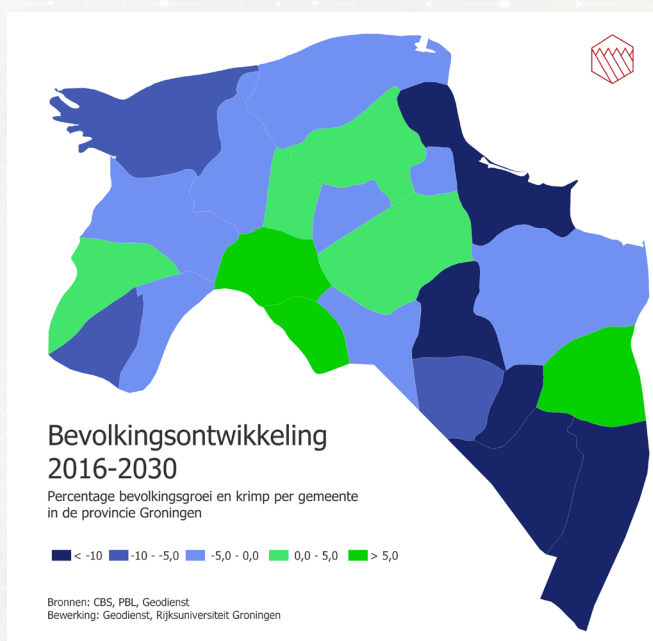 Bevolkingsontwikkeling
2016-2030
Percentage bevolkingsgroei en krimp per gemeente
in de provincie Groningen
< -10 -10 - -5,0 -5,0 - 0,0 0,0 - 5,0 > 5,0
Bronnen: CBS, PBL, Geodienst
Bewerking: Geodienst, Rijksuniversiteit Groningen